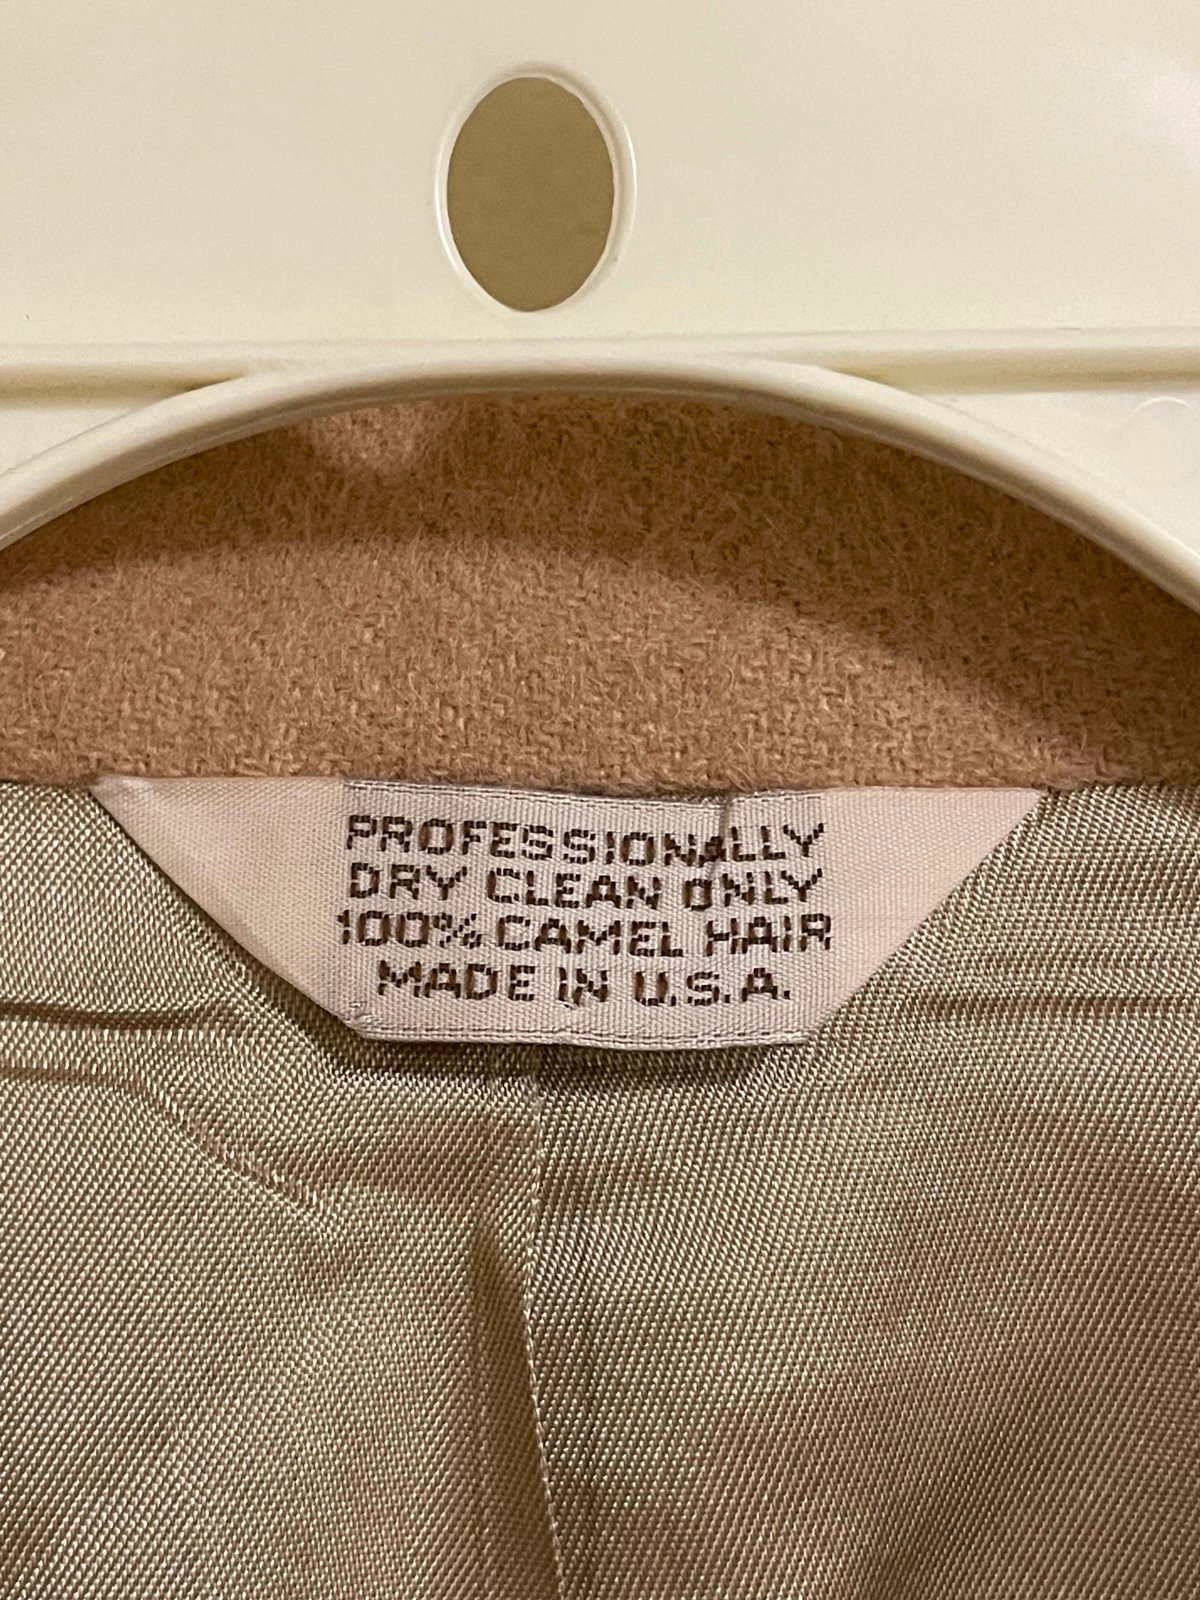 PROFESSIONALLY
DRY CLEAN ONLY
100% CAMEL HAIR
MADE IN U.S.A.